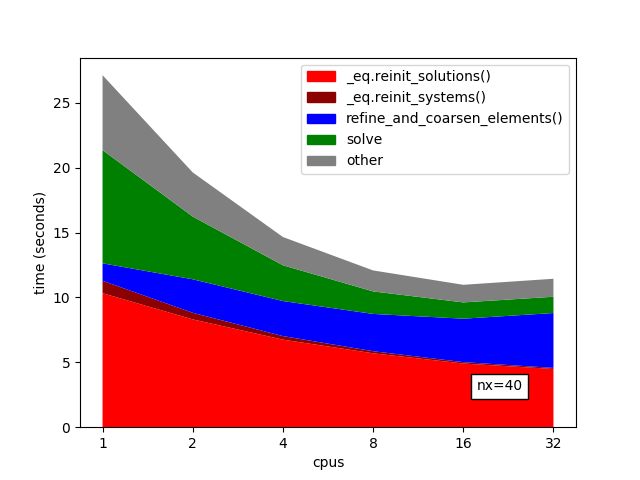 _eq.reinit_solutions()
_eq.reinit_systems()
refine_and_coarsen_elements()
solve
other
25
20
15
10
5
0
time (seconds)
nx=40
1 2 4 8 16 32
cpus